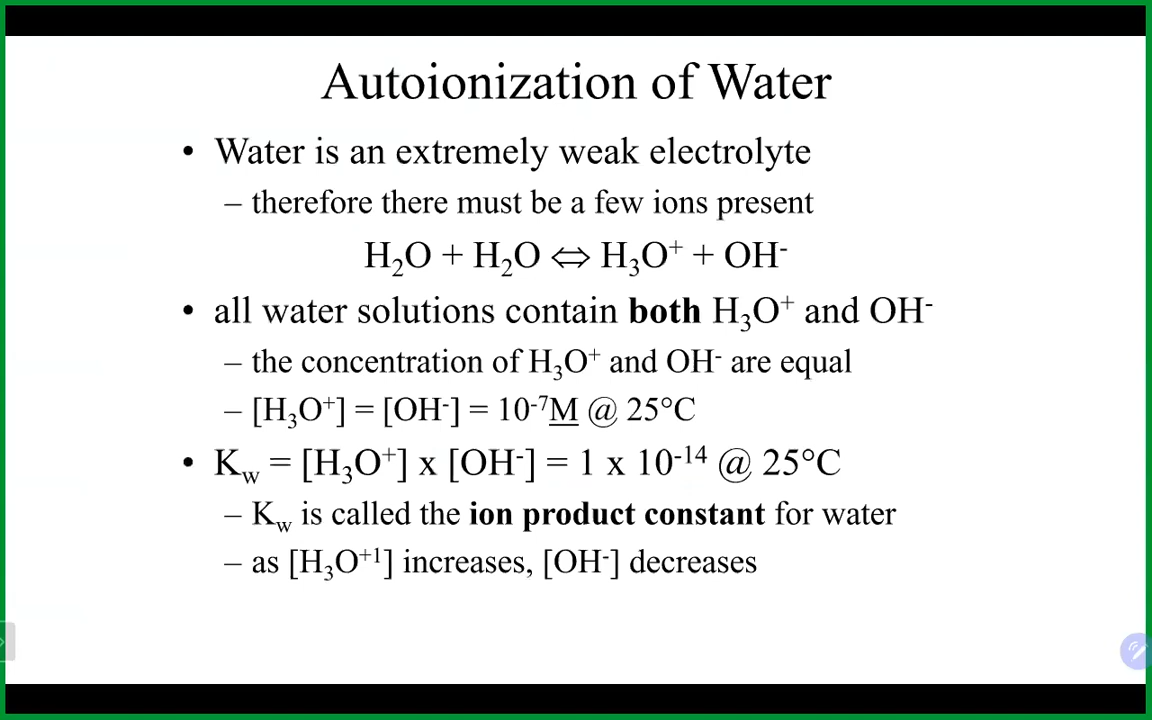 Autoionization of Water
• Water is an extremely weak electrolyte
– therefore there must be a few ions present
H₂O + H₂O ⇔ H₃O⁺ + OH⁻
• all water solutions contain both H₃O⁺ and OH⁻
– the concentration of H₃O⁺ and OH⁻ are equal
– [H₃O⁺] = [OH⁻] = 10⁻⁷M @ 25°C
• K_w = [H₃O⁺] x [OH⁻] = 1 x 10⁻¹⁴ @ 25°C
– K_w is called the ion product constant for water
– as [H₃O⁺¹] increases, [OH⁻] decreases